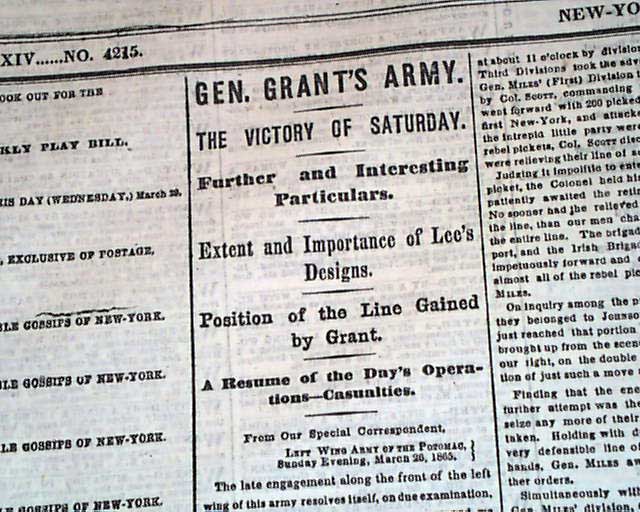 NEW-YO
XIV......NO. 4215.
OOK OUT FOR THE
KLY PLAY BILL,
IS DAY (WEDNESDAY,) March 29,
, EXCLUSIVE OF POSTAGE,
LE GOSSIPS OF NEW-YORK.
LE GOSSIPS OF NEW-YORK.
LE GOSSIPS OF NEW-YORK.
LE GOSSIPS OF NEW-YORK.
GEN. GRANT'S ARMY.
THE VICTORY OF SATURDAY.
Further and Interesting
Particulars.
Extent and Importance of Lee's
Designs.
Position of the Line Gained
by Grant.
A Resume of the Day's Opera-
tions—Casualties.
From Our Special Correspondent,
LEFT WING ARMY OF THE POTOMAC,
Sunday Evening, March 26, 1865.
The late engagement along the front of the left
wing of this army resolves itself, on due examination,
at about 11 o'clock by division
Third Divisions took the adv
Gen. MILES' (First) Division
by Col. SCOTT, commanding
went forward with 200 picked
first New-York, and attack
the intrepid little party were
rebel pickets, Col. SCOTT disc
were relieving their line of
Judging it impolitic to
picket, the Colonel held him
patiently awaited the relie
No sooner had the relieved
the line, than our men cha
the entire line. The brigad
port, and the Irish Brigad
impetuously forward and
almost all of the rebel pic
MILES.
On inquiry among the
they belonged to JOHNSO
just reached that portion
brought up from the scen
our right, on the double
tion of just such a move
Finding that the ene
further attempt was the
seize any more of their
taken. Holding with d
very defensible line of
hands, Gen. MILES
ther orders.
Simultaneously wit
Gen. MILES' division,